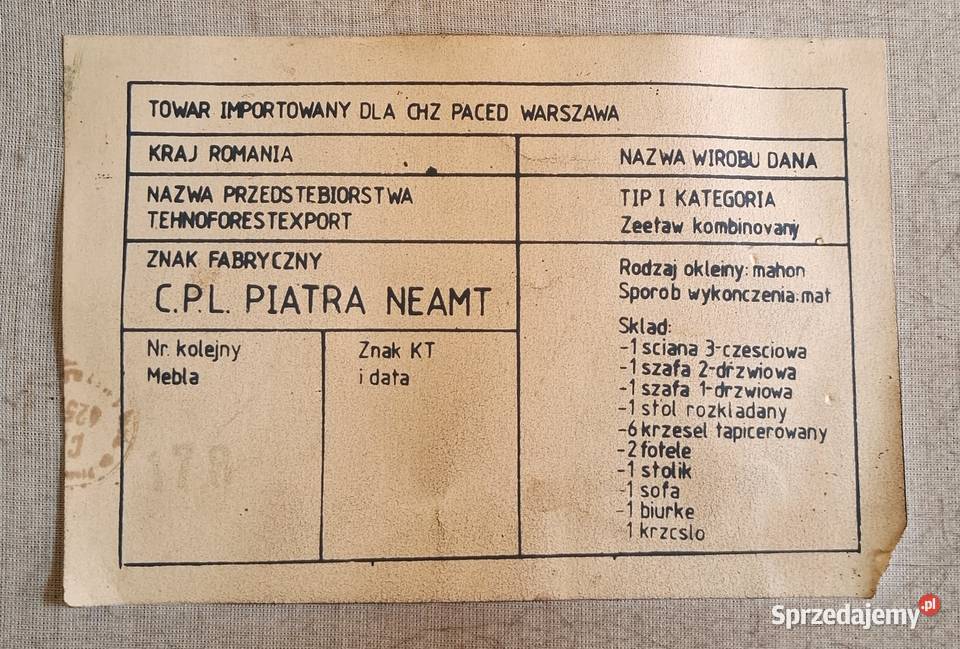 TOWAR IMPORTOWANY DLA CHZ PACED WARSZAWA
KRAJ ROMANIA
NAZWA WIROBU DANA
NAZWA PRZEDSTEBIORSTWA
TEHNOFORESTEXPORT
TIP I KATEGORIA
Zeetaw kombinovanj
ZNAK FABRYCZNY
C.P.L. PIATRA NEAMT
Nr. kolejny
Mebla
Znak KT
i data
Rodzaj okleiny: mahon
Sporob wykonczenia: mat
Sklad:
-1 sciana 3-czesciowa
-1 szafa 2-drzwiowa
-1 szafa 1-drzwiowa
-1 stol rozkladany
-6 krzesel tapicerowany
-2 fotele
-1 stolik
-1 sofa
-1 biurke
1 krzcslo
Sprzedajemy.pl